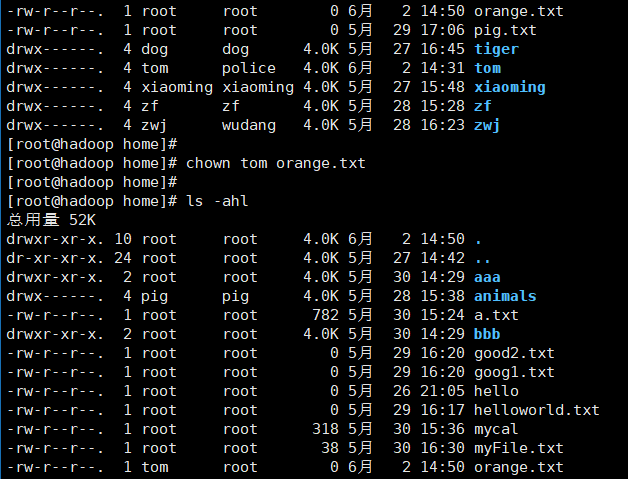 -rw-r--r--. 1 root root 0 6月 2 14:50 orange.txt
-rw-r--r--. 1 root root 0 5月 29 17:06 pig.txt
drwx------. 4 dog dog 4.0K 5月 27 16:45 tiger
drwx------. 4 tom police 4.0K 6月 2 14:31 tom
drwx------. 4 xiaoming xiaoming 4.0K 5月 27 15:48 xiaoming
drwx------. 4 zf zf 4.0K 5月 28 15:28 zf
drwx------. 4 zwj wudang 4.0K 5月 28 16:23 zwj
[root@hadoop home]#
[root@hadoop home]# chown tom orange.txt
[root@hadoop home]#
[root@hadoop home]# ls -ahl
总用量 52K
drwxr-xr-x. 10 root root 4.0K 6月 2 14:50 .
dr-xr-xr-x. 24 root root 4.0K 5月 27 14:42 ..
drwxr-xr-x. 2 root root 4.0K 5月 30 14:29 aaa
drwx------. 4 pig pig 4.0K 5月 28 15:38 animals
-rw-r--r--. 1 root root 782 5月 30 15:24 a.txt
drwxr-xr-x. 2 root root 4.0K 5月 30 14:29 bbb
-rw-r--r--. 1 root root 0 5月 29 16:20 good2.txt
-rw-r--r--. 1 root root 0 5月 29 16:20 goog1.txt
-rw-r--r--. 1 root root 0 5月 26 21:05 hello
-rw-r--r--. 1 root root 0 5月 29 16:17 helloworld.txt
-rw-r--r--. 1 root root 318 5月 30 15:36 mycal
-rw-r--r--. 1 root root 38 5月 30 16:30 myFile.txt
-rw-r--r--. 1 tom root 0 6月 2 14:50 orange.txt